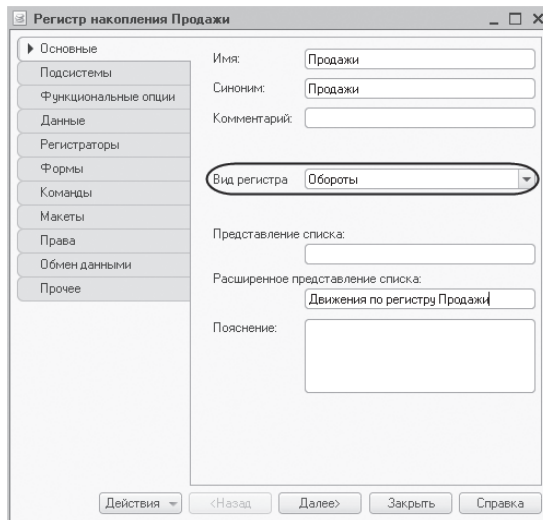 Регистр накопления Продажи
Основные
Подсистемы
Функциональные опции
Данные
Регистраторы
Формы
Команды
Макеты
Права
Обмен данными
Прочее
Имя: Продажи
Синоним: Продажи
Комментарий:
Вид регистра Обороты
Представление списка:
Расширенное представление списка:
Движения по регистру Продажи
Пояснение:
Действия <Назад Далее> Закрыть Справка